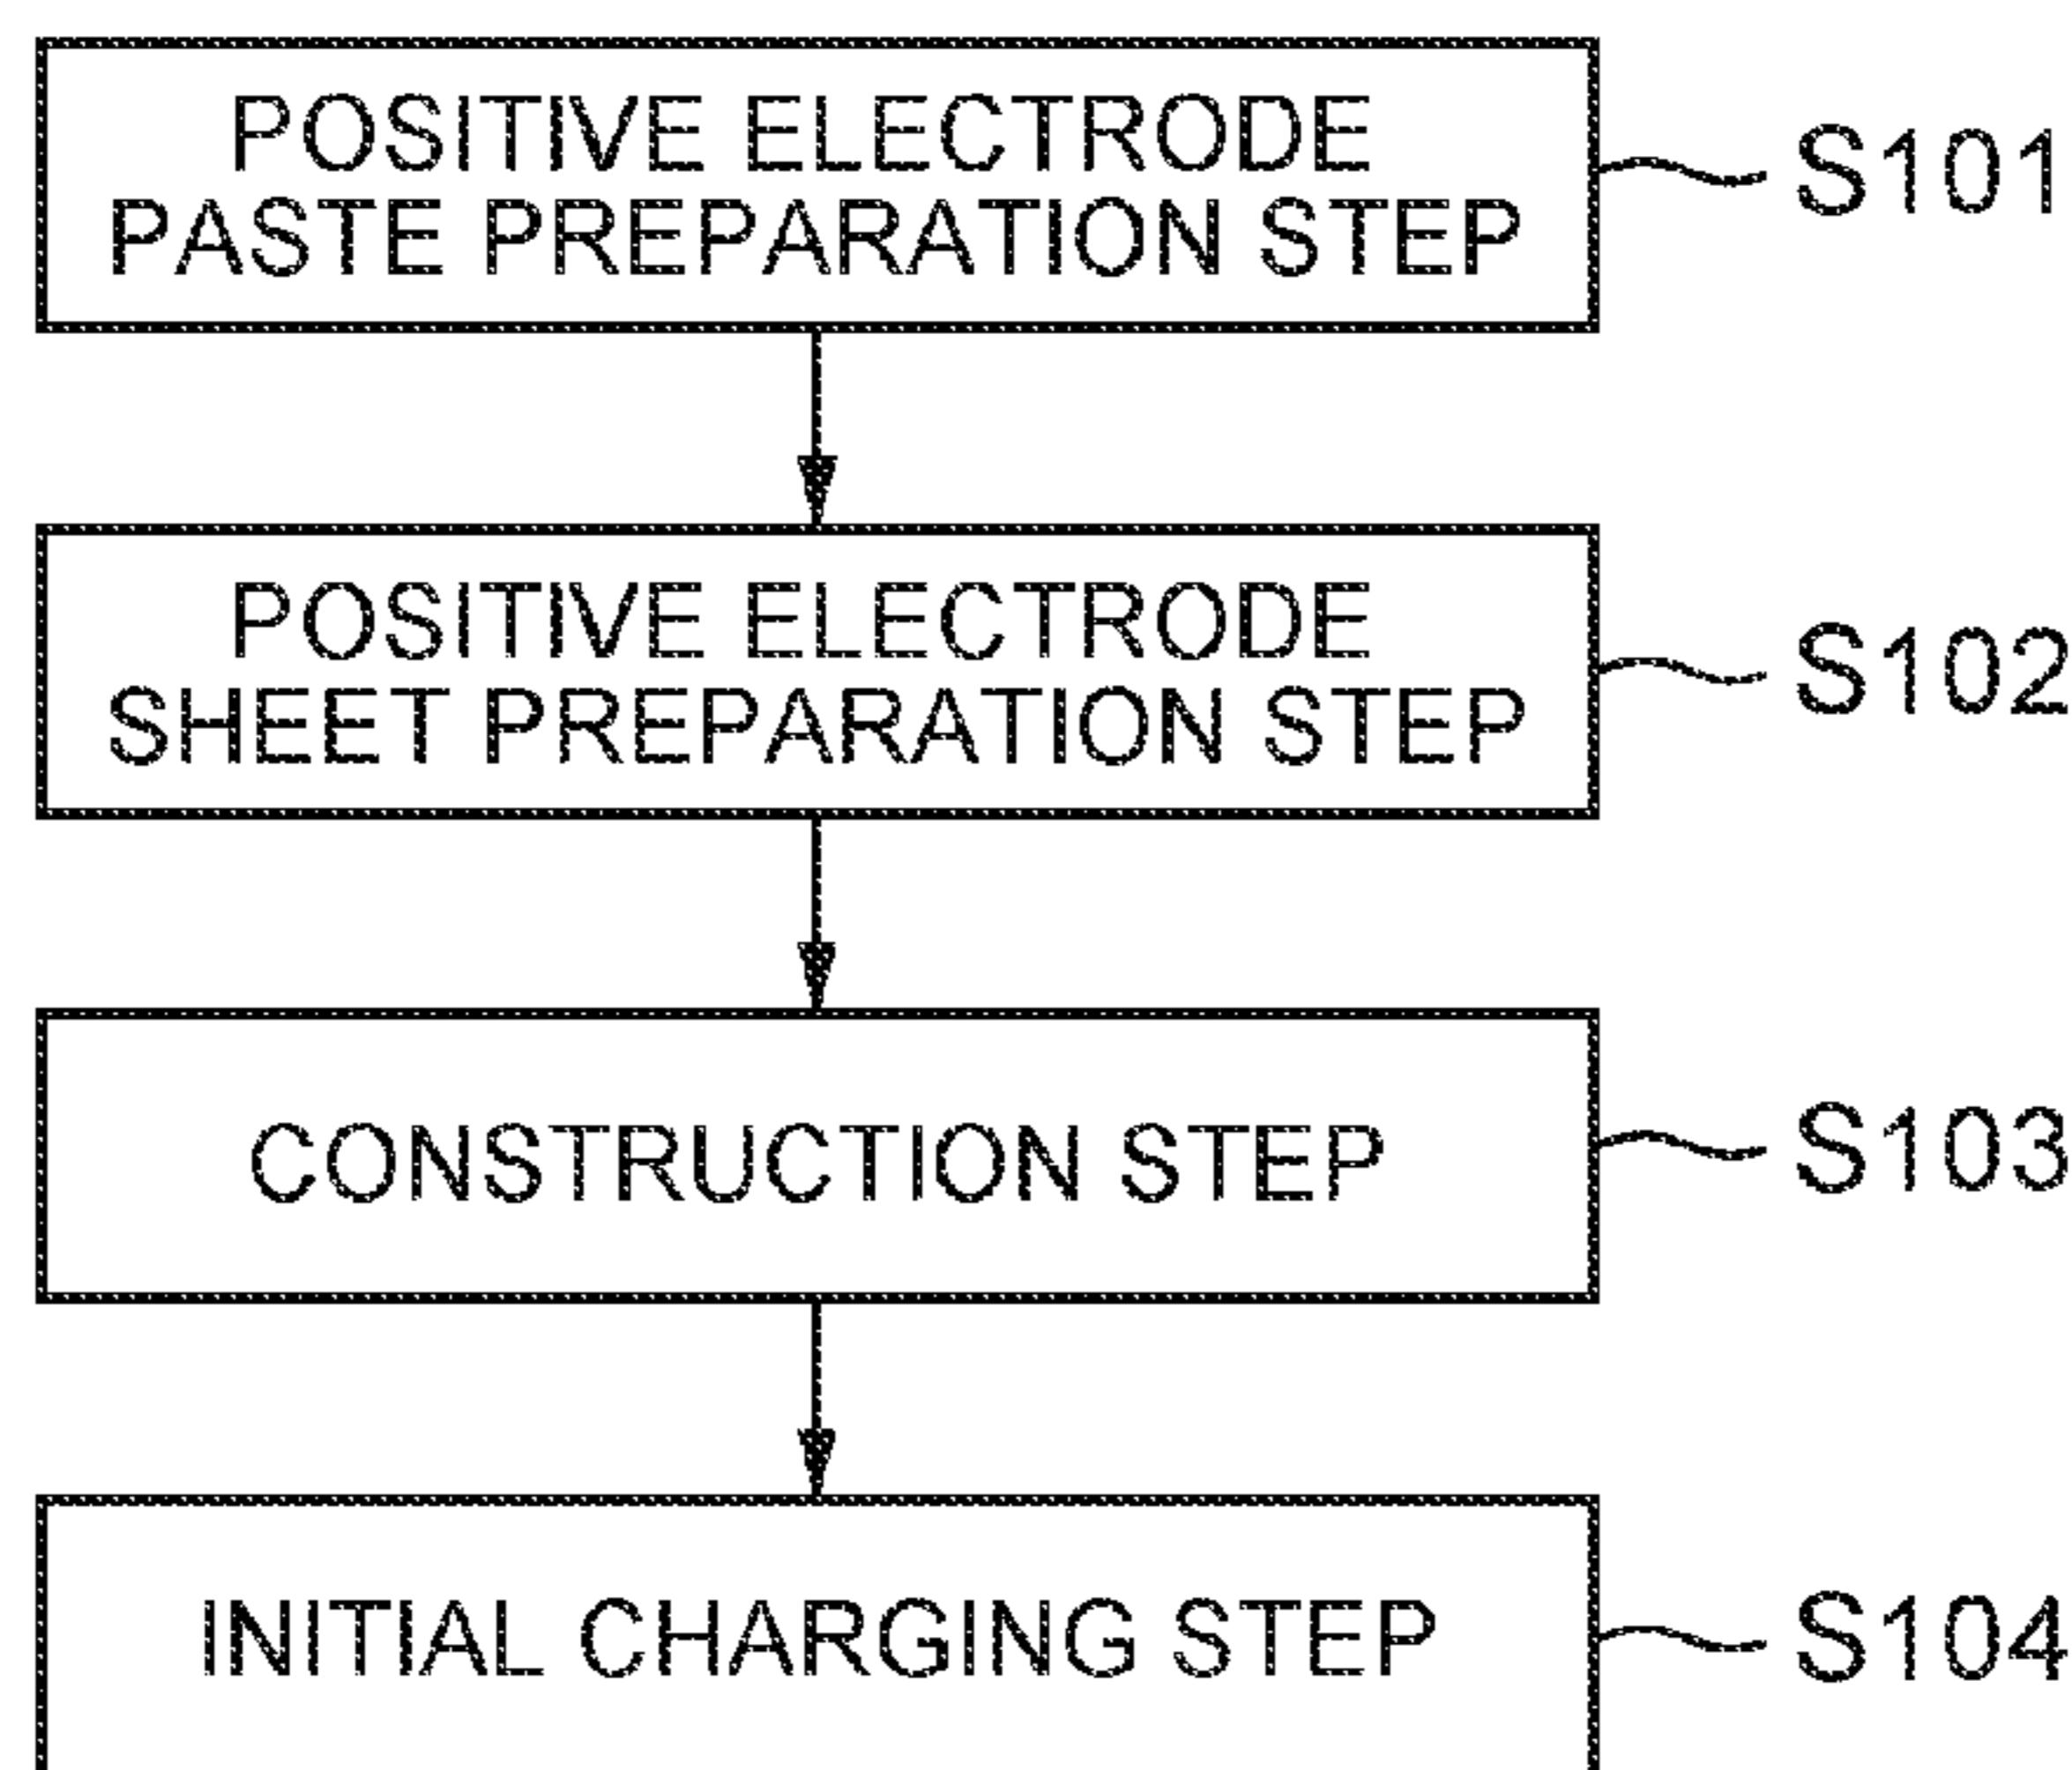 POSITIVE ELECTRODE
PASTE PREPARATION STEP
S101
POSITIVE ELECTRODE
SHEET PREPARATION STEP
S102
CONSTRUCTION STEP
S103
INITIAL CHARGING STEP
S104